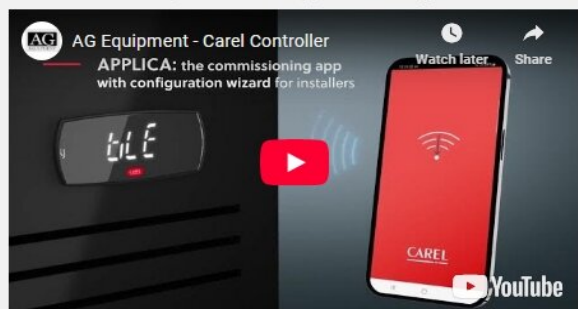 AG
AG Equipment - Carel Controller
Watch later
Share
APPLICA: the commissioning app
with configuration wizard for installers
bLE
CAREL
YouTube